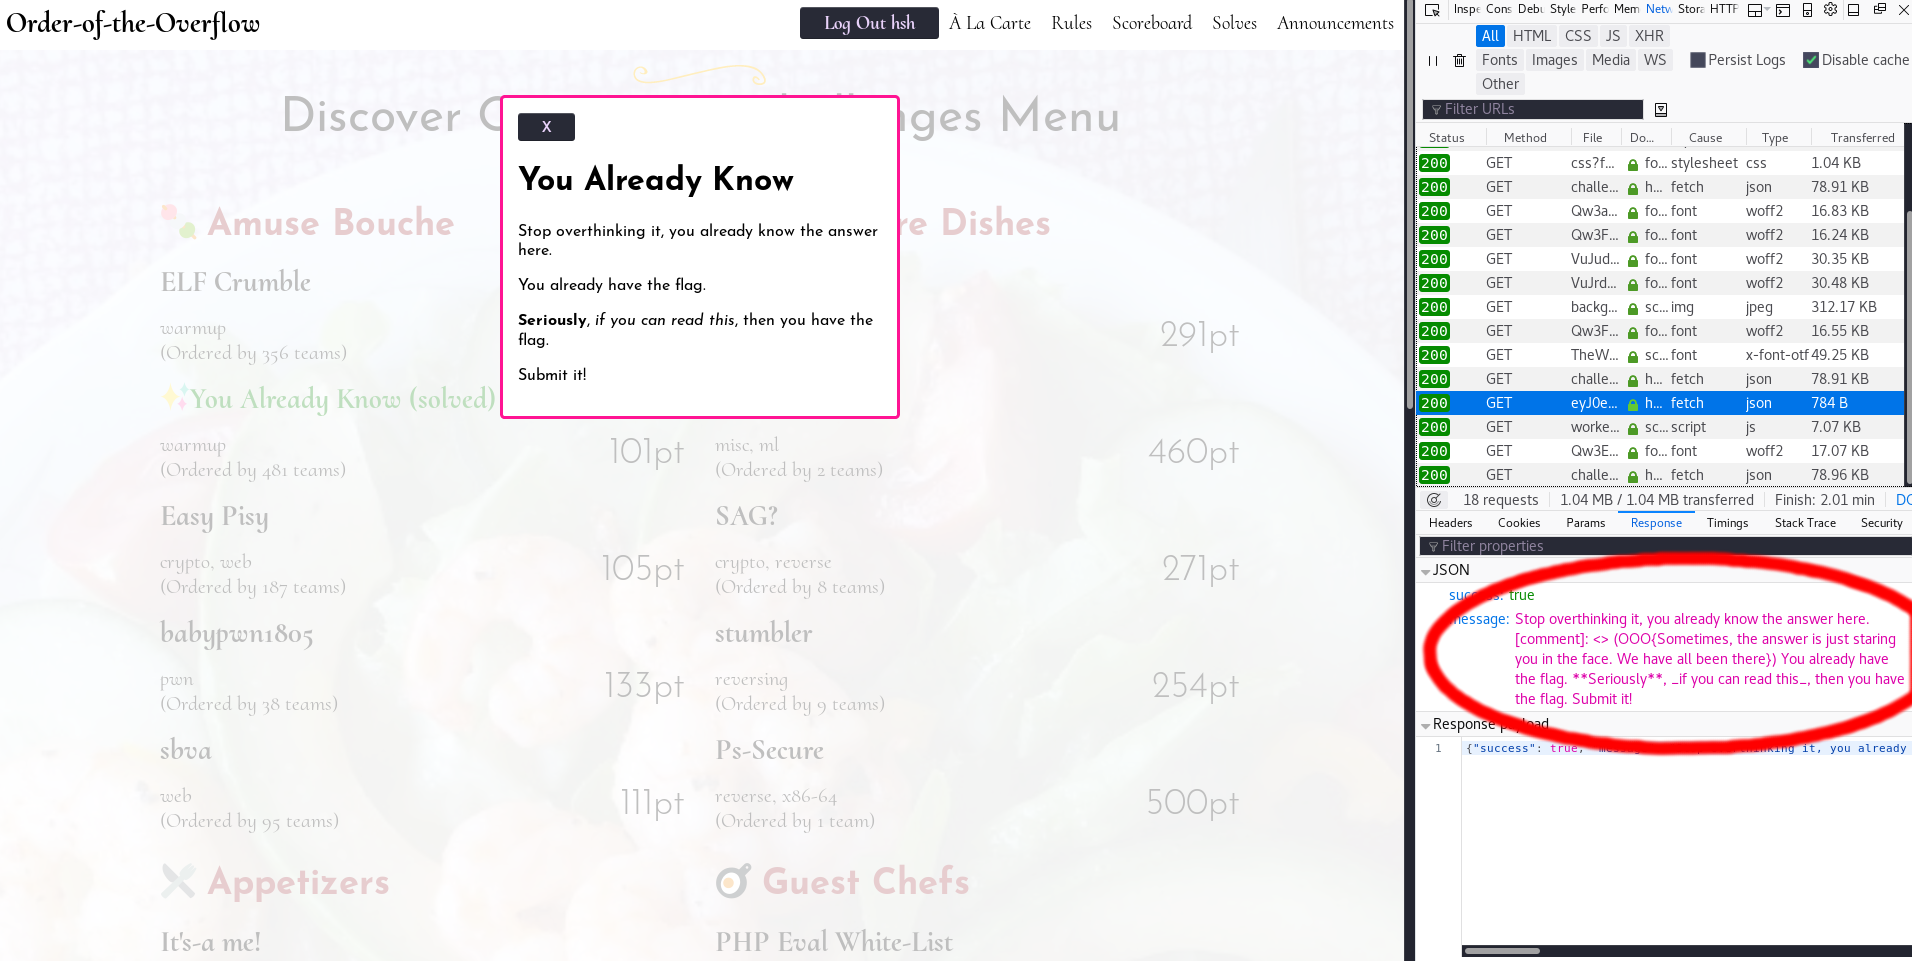 Order-of-the-Overflow
Log Out hsh
À La Carte
Rules
Scoreboard
Solves
Announcements
Discover
nges Menu
X
You Already Know
Stop overthinking it, you already know the answer
here.
You already have the flag.
Seriously, if you can read this, then you have the
flag.
Submit it!
Amuse Bouche
ELF Crumble
warmup
(Ordered by 356 teams)
You Already Know (solved)
warmup
(Ordered by 481 teams)
101pt
Easy Pisy
crypto, web
(Ordered by 187 teams)
105pt
babypwn1805
pwn
(Ordered by 38 teams)
133pt
sbva
web
(Ordered by 95 teams)
111pt
Appetizers
It's-a me!
re Dishes
291pt
misc, ml
(Ordered by 2 teams)
460pt
SAG?
crypto, reverse
(Ordered by 8 teams)
271pt
stumbler
reversing
(Ordered by 9 teams)
254pt
Ps-Secure
reverse, x86-64
(Ordered by 1 team)
500pt
Guest Chefs
PHP Eval White-List
Inspe Cons Debu Style Perfo Mem Netw Stora HTTP
All HTML CSS JS XHR
Fonts Images Media WS Persist Logs Disable cache
Other
Filter URLs
Status Method File Do... Cause Type Transferred
200 GET css?f... fo... stylesheet css 1.04 KB
200 GET challe... h... fetch json 78.91 KB
200 GET Qw3a... fo... font woff2 16.83 KB
200 GET Qw3F... fo... font woff2 16.24 KB
200 GET VuJud... fo... font woff2 30.35 KB
200 GET VuJrd... fo... font woff2 30.48 KB
200 GET backg... sc... img jpeg 312.17 KB
200 GET Qw3F... fo... font woff2 16.55 KB
200 GET TheW... sc... font x-font-otf 49.25 KB
200 GET challe... h... fetch json 78.91 KB
200 GET eyJ0e... h... fetch json 784 B
200 GET worke... sc... script js 7.07 KB
200 GET Qw3E... fo... font woff2 17.07 KB
200 GET challe... h... fetch json 78.96 KB
18 requests 1.04 MB / 1.04 MB transferred Finish: 2.01 min DO
Headers Cookies Params Response Timings Stack Trace Security
Filter properties
JSON
success: true
message: Stop overthinking it, you already know the answer here.
[comment]: <> (OOO{Sometimes, the answer is just staring
you in the face. We have all been there}) You already have
the flag. **Seriously**, _if you can read this_, then you have
the flag. Submit it!
Response payload
1 {"success": true, it, you already